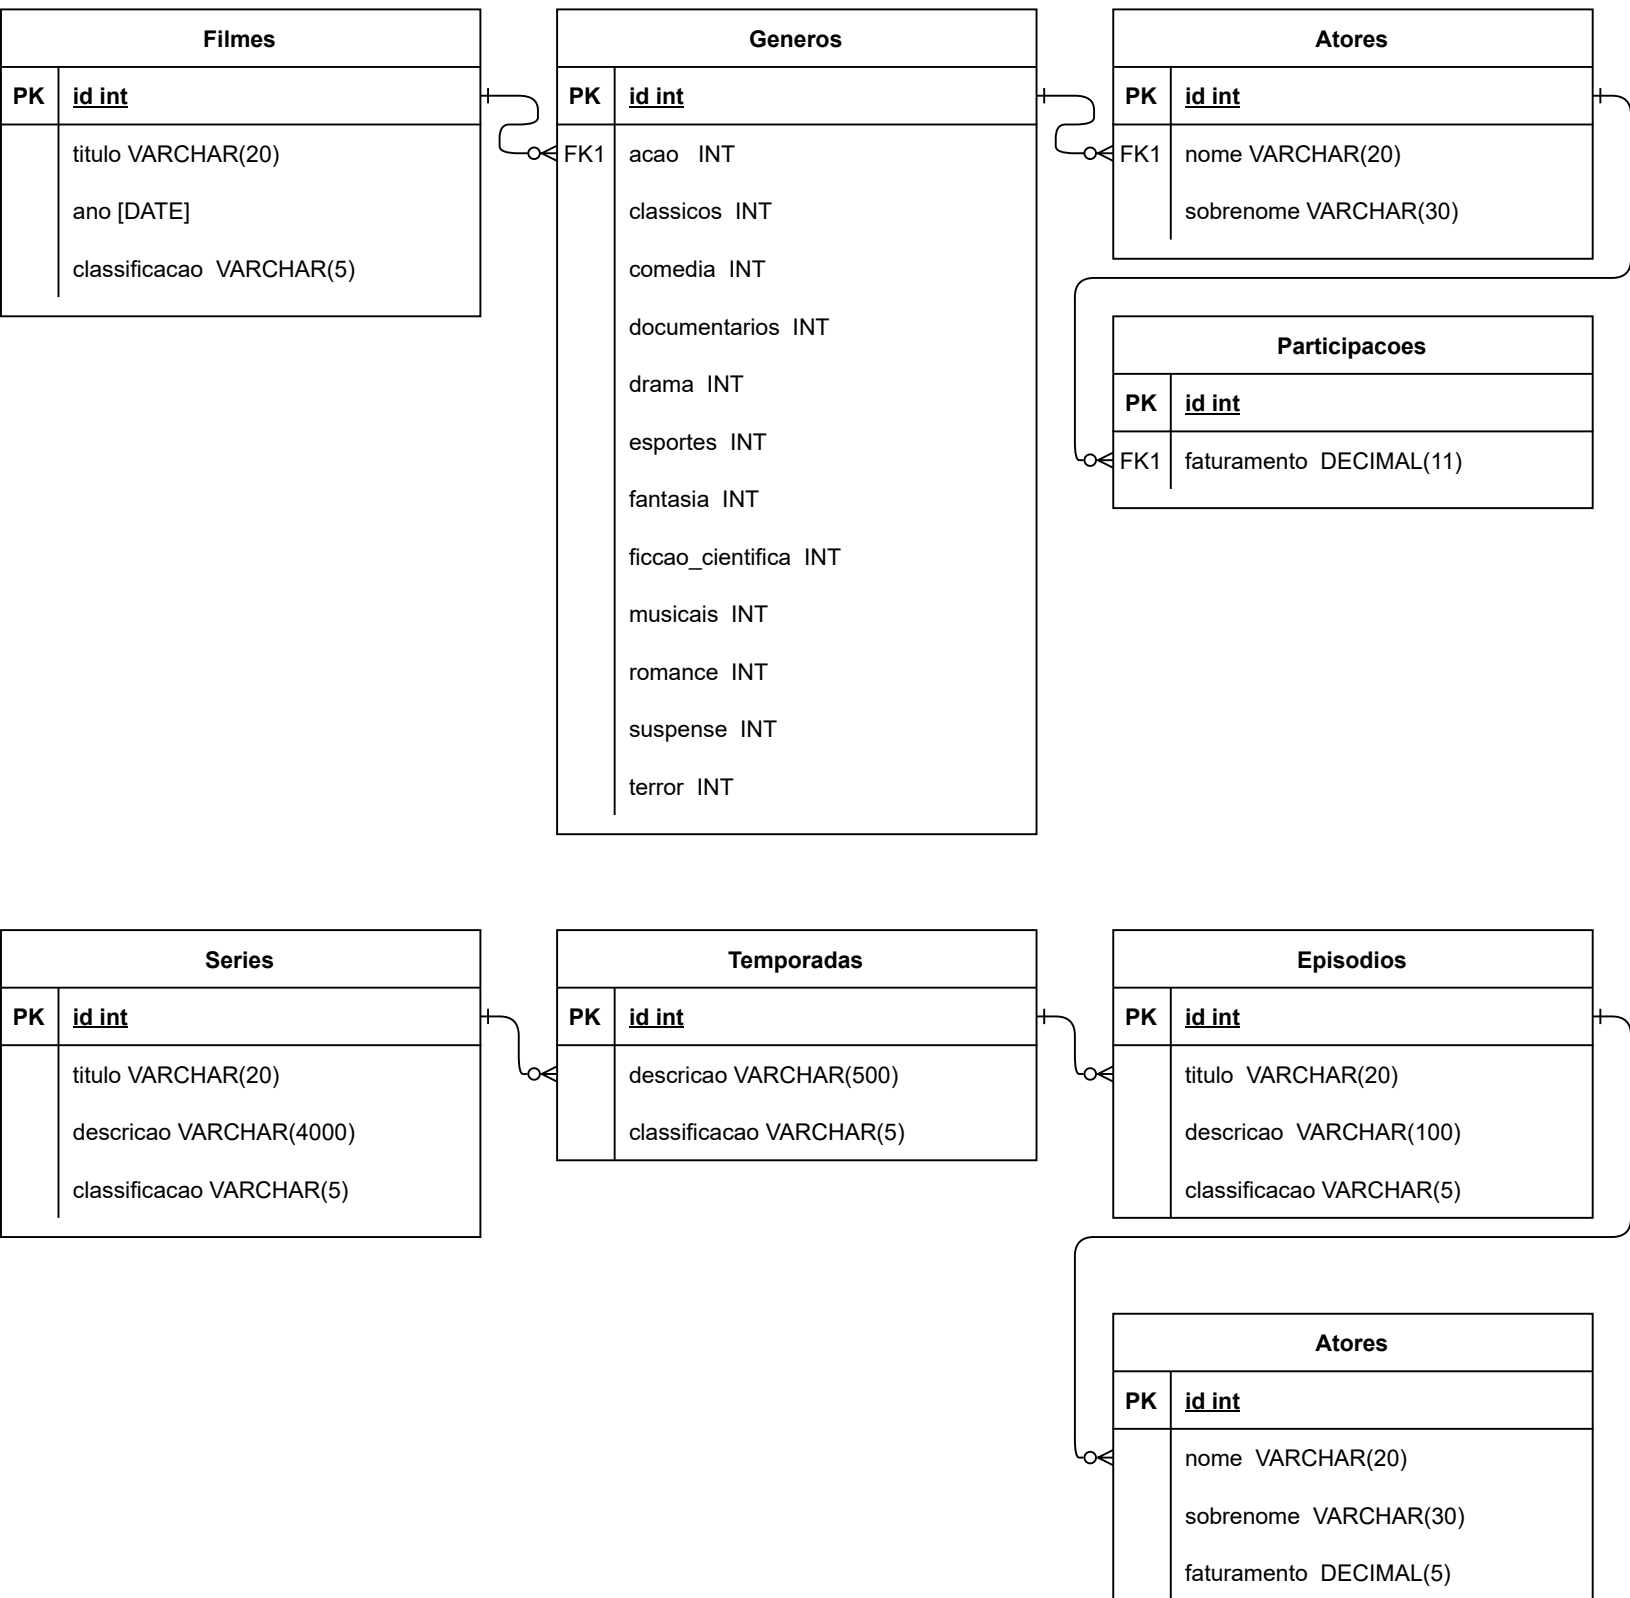 Filmes
PK id int
titulo VARCHAR(20)
ano [DATE]
classificacao VARCHAR(5)
Generos
PK id int
FK1 acao INT
classicos INT
comedia INT
documentarios INT
drama INT
esportes INT
fantasia INT
ficcao_cientifica INT
musicais INT
romance INT
suspense INT
terror INT
Atores
PK id int
FK1 nome VARCHAR(20)
sobrenome VARCHAR(30)
Participacoes
PK id int
FK1 faturamento DECIMAL(11)
Series
PK id int
titulo VARCHAR(20)
descricao VARCHAR(4000)
classificacao VARCHAR(5)
Temporadas
PK id int
descricao VARCHAR(500)
classificacao VARCHAR(5)
Episodios
PK id int
titulo VARCHAR(20)
descricao VARCHAR(100)
classificacao VARCHAR(5)
Atores
PK id int
nome VARCHAR(20)
sobrenome VARCHAR(30)
faturamento DECIMAL(5)